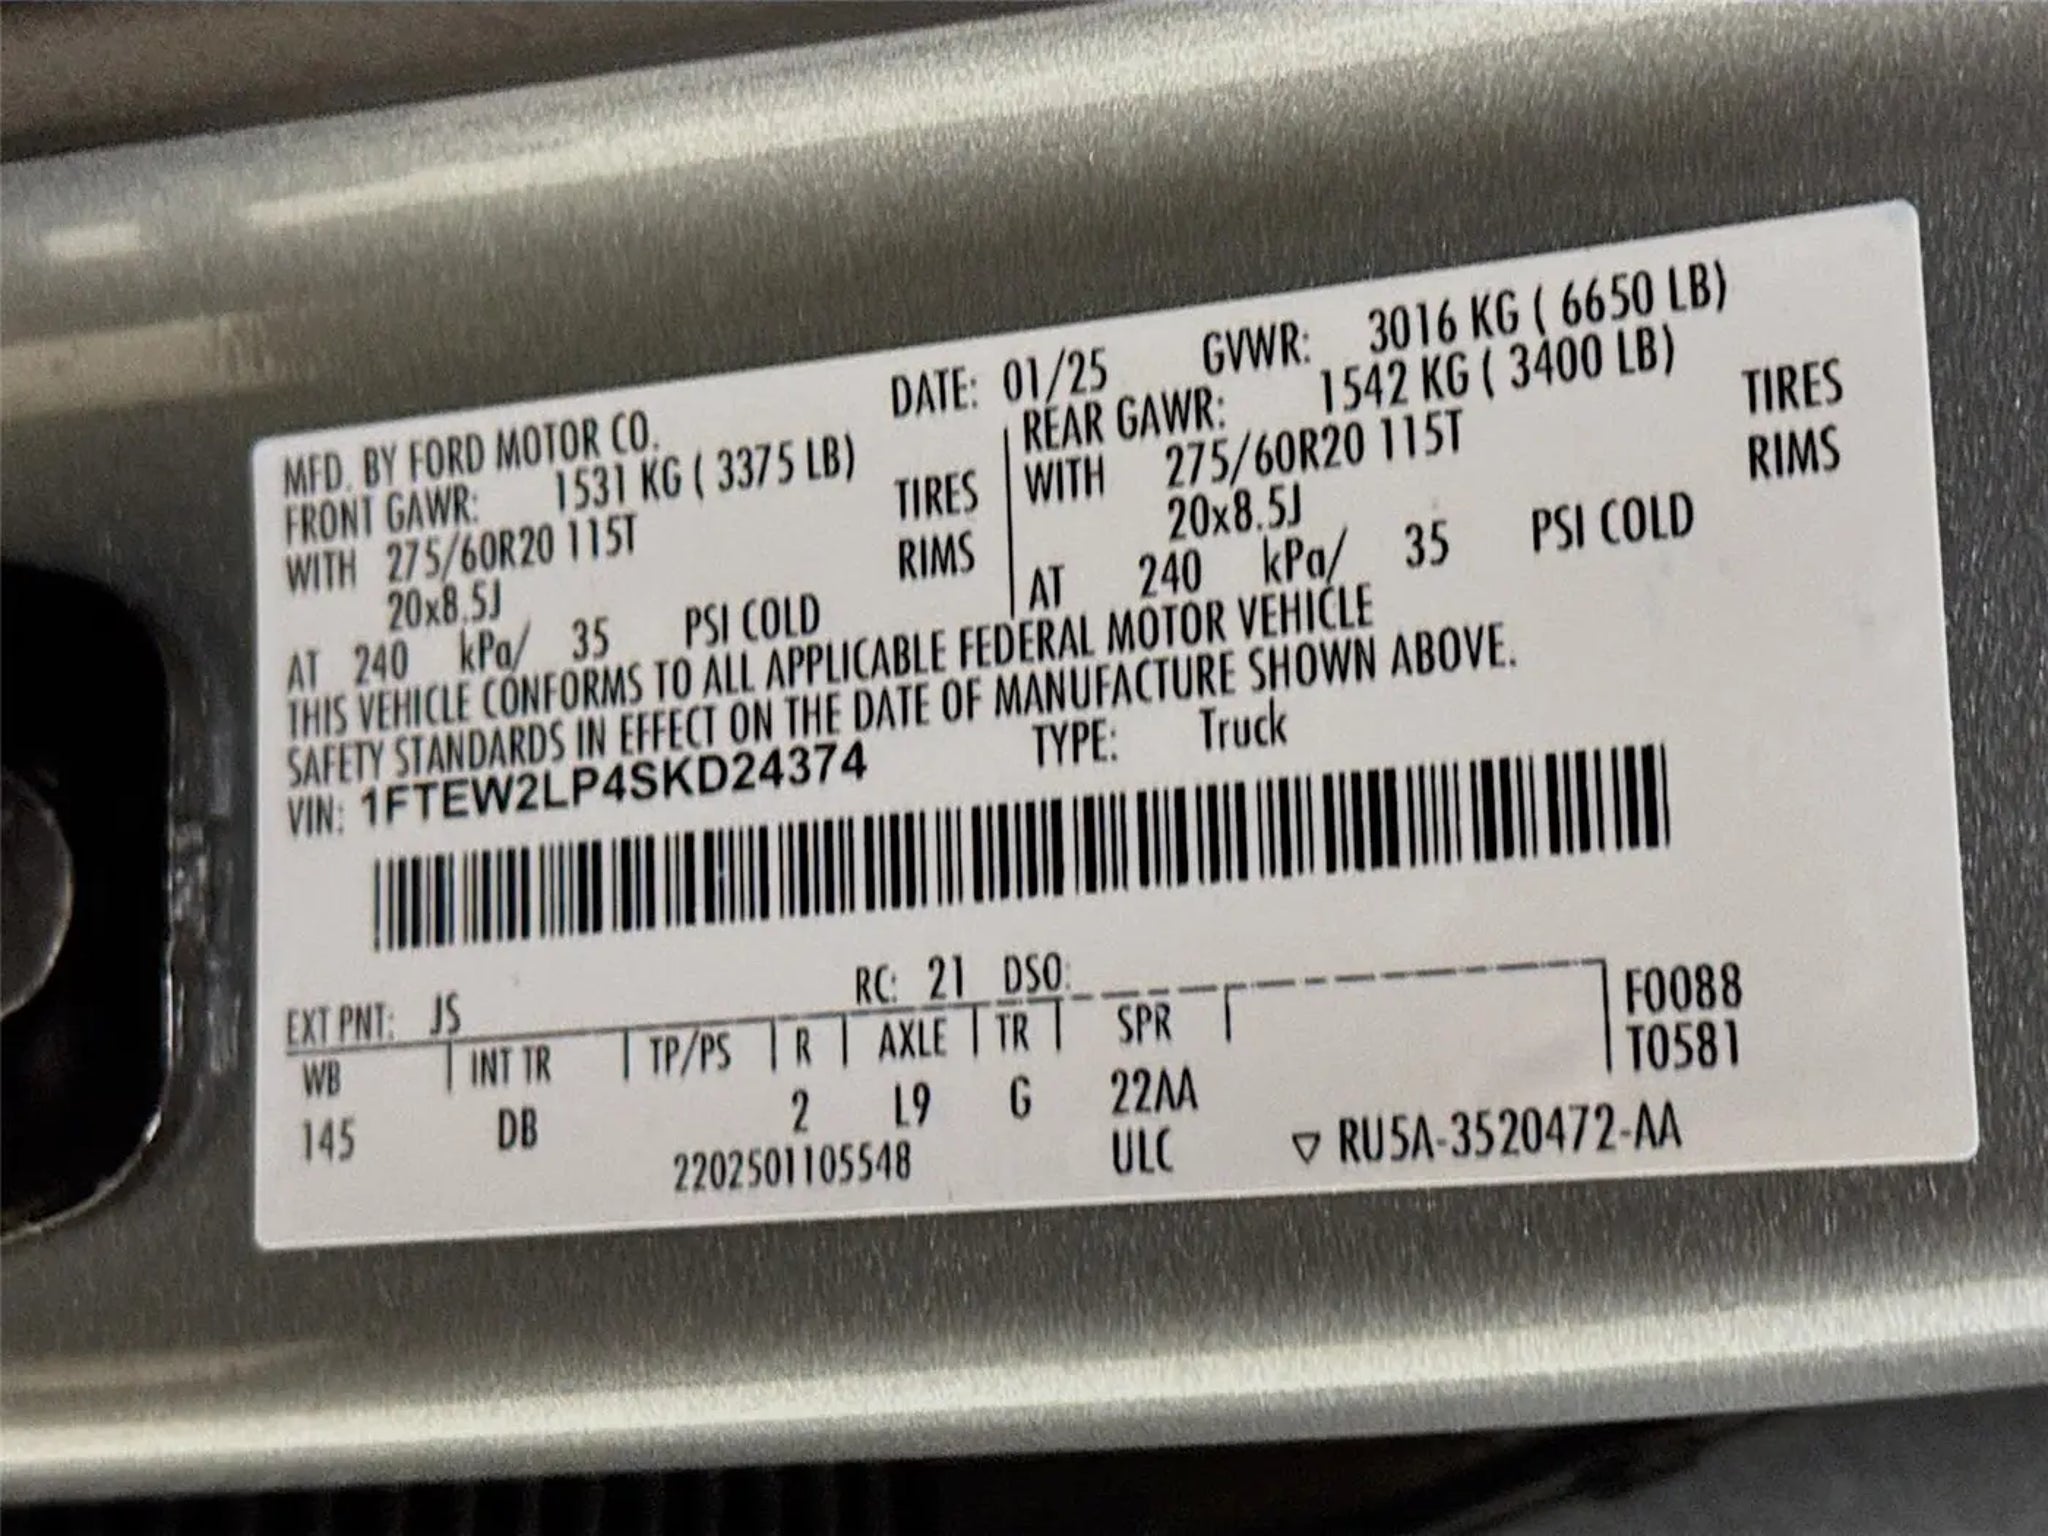 MFD. BY FORD MOTOR CO. DATE: 01/25 GVWR: 3016 KG ( 6650 LB)
FRONT GAWR: 1531 KG ( 3375 LB)
WITH 275/60R20 115T TIRES
20x8.5J RIMS
AT 240 kPa/ 35 PSI COLD
REAR GAWR: 1542 KG ( 3400 LB)
WITH 275/60R20 115T TIRES
20x8.5J RIMS
AT 240 kPa/ 35 PSI COLD
THIS VEHICLE CONFORMS TO ALL APPLICABLE FEDERAL MOTOR VEHICLE
SAFETY STANDARDS IN EFFECT ON THE DATE OF MANUFACTURE SHOWN ABOVE.
VIN: 1FTEW2LP4SKD24374 TYPE: Truck
EXT PNT: JS RC: 21 DSO:
WB INT TR TP/PS R AXLE TR SPR F0088
T0581
145 DB 2 L9 G 22AA
2202501105548 ULC ▽ RU5A-3520472-AA